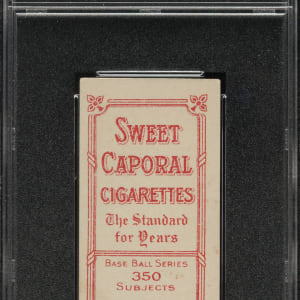 SWEET
CAPORAL
CIGARETTES
The Standard
for Years
BASE BALL SERIES
350
SUBJECTS